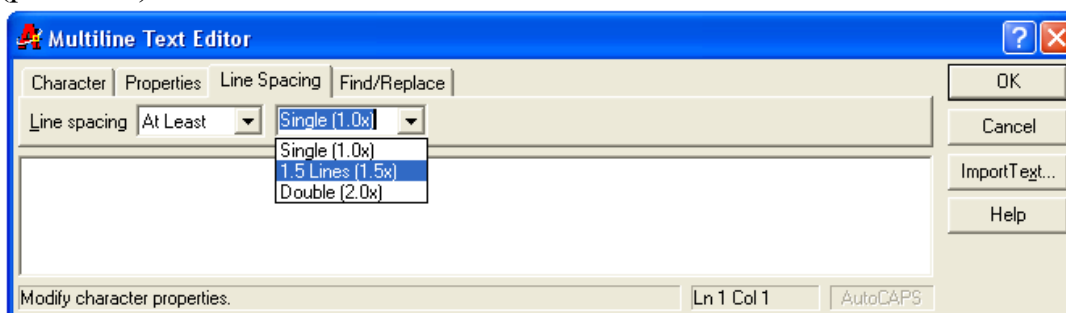 Multiline Text Editor
Character Properties Line Spacing Find/Replace
OK
Line spacing At Least Single (1.0x)
Cancel
Single (1.0x)
1.5 Lines (1.5x)
Double (2.0x)
ImportText...
Help
Modify character properties. Ln 1 Col 1 AutoCAPS